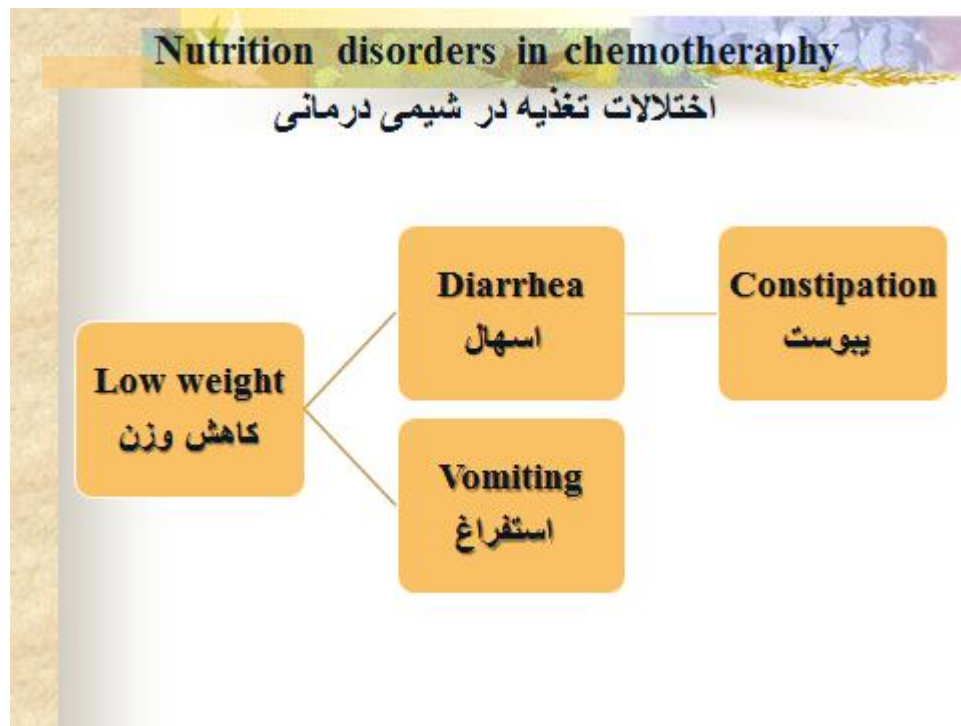 Nutrition disorders in chemotheraphy
اختلالات تغذیه در شیمی درمانی
Low weight
کاهش وزن
Diarrhea
اسهال
Vomiting
استفراغ
Constipation
یبوست